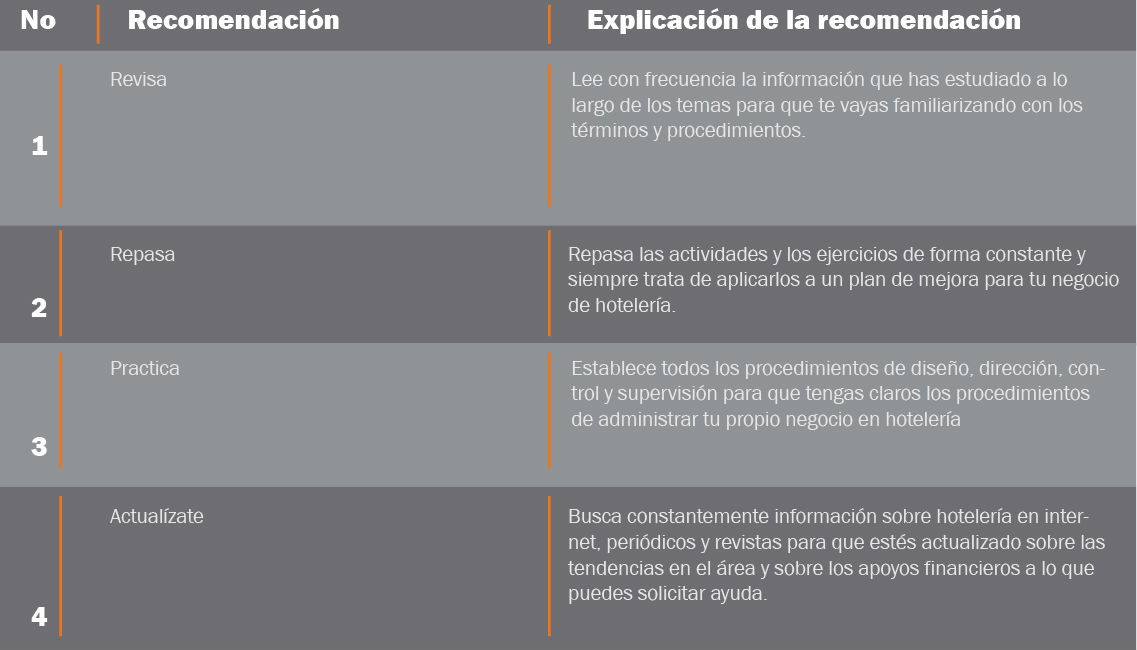 No Recomendación Explicación de la recomendación
1
Revisa
Lee con frecuencia la información que has estudiado a lo
largo de los temas para que te vayas familiarizando con los
términos y procedimientos.
2
Repasa
Repasa las actividades y los ejercicios de forma constante y
siempre trata de aplicarlos a un plan de mejora para tu negocio
de hotelería.
3
Practica
Establece todos los procedimientos de diseño, dirección, con-
trol y supervisión para que tengas claros los procedimientos
de administrar tu propio negocio en hotelería
4
Actualízate
Busca constantemente información sobre hotelería en inter-
net, periódicos y revistas para que estés actualizado sobre las
tendencias en el área y sobre los apoyos financieros a lo que
puedes solicitar ayuda.